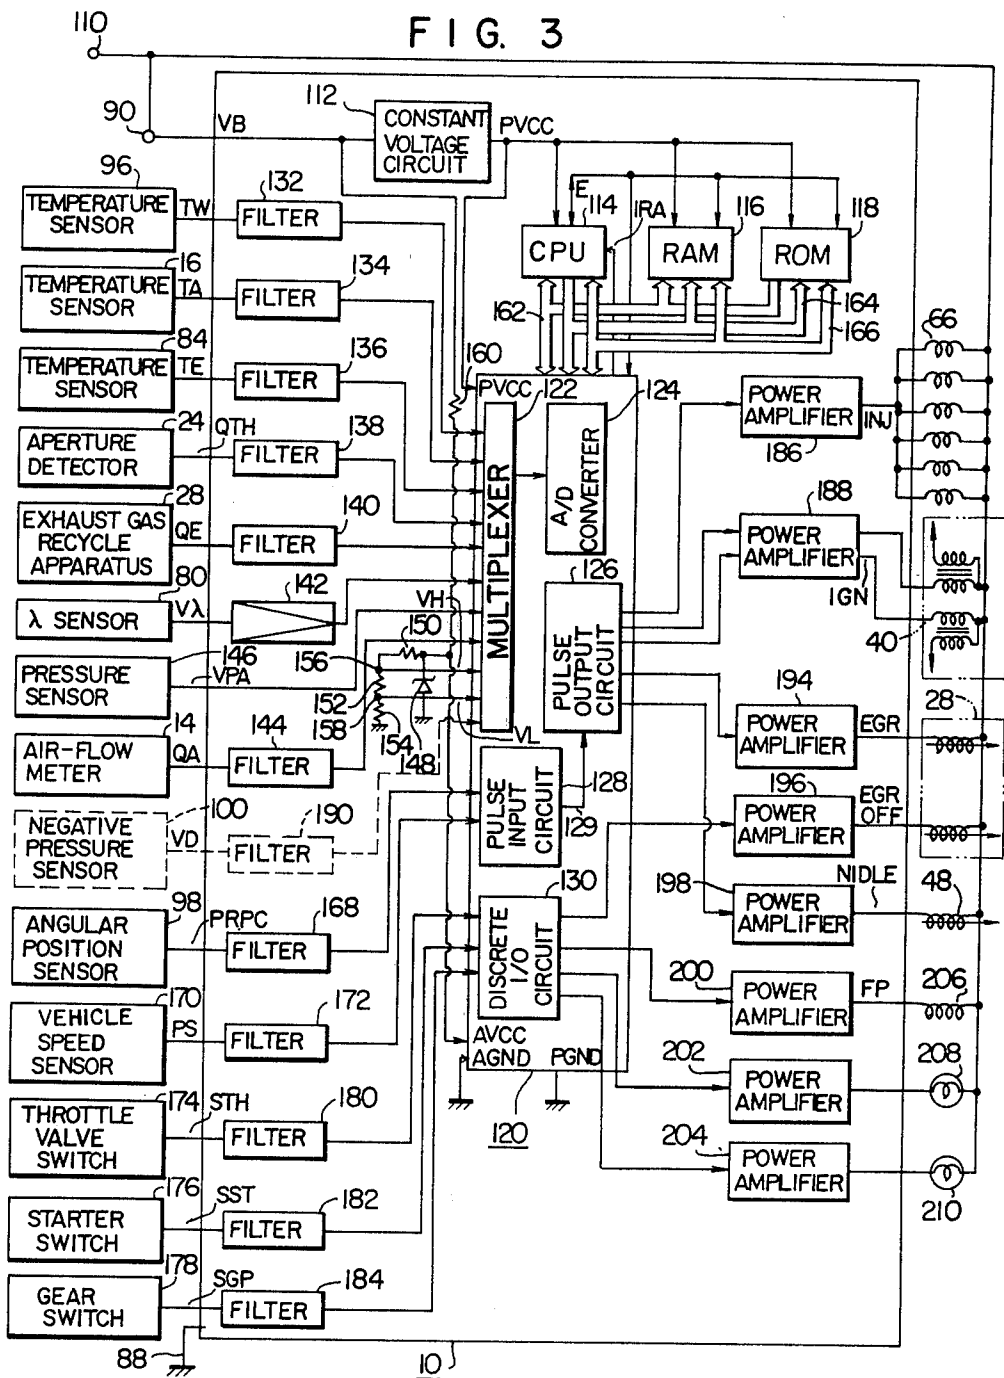 FIG. 3
110
90
VB
112
CONSTANT
VOLTAGE
CIRCUIT
PVCC
96
TEMPERATURE
SENSOR
TW
132
FILTER
E
114
CPU
IRA
116
RAM
118
ROM
16
TEMPERATURE
SENSOR
TA
134
FILTER
162
164
166
84
TEMPERATURE
SENSOR
TE
136
FILTER
160
PVCC
122
MULTIPLEXER
124
A/D
CONVERTER
POWER
AMPLIFIER
186
INJ
66
24
APERTURE
DETECTOR
QTH
138
FILTER
28
EXHAUST GAS
RECYCLE
APPARATUS
QE
140
FILTER
188
POWER
AMPLIFIER
IGN
40
80
λ SENSOR
Vλ
142
126
PULSE
OUTPUT
CIRCUIT
VH
150
146
PRESSURE
SENSOR
VPA
156
152
158
154
148
VL
194
POWER
AMPLIFIER
EGR
28
14
AIR-FLOW
METER
QA
144
FILTER
PULSE
INPUT
CIRCUIT
128
129
196
POWER
AMPLIFIER
EGR
OFF
100
NEGATIVE
PRESSURE
SENSOR
VD
190
FILTER
198
POWER
AMPLIFIER
NIDLE
48
98
ANGULAR
POSITION
SENSOR
PRPC
168
FILTER
130
DISCRETE
I/O
CIRCUIT
200
POWER
AMPLIFIER
FP
206
170
VEHICLE
SPEED
SENSOR
PS
172
FILTER
AVCC
AGND
PGND
120
202
POWER
AMPLIFIER
208
174
THROTTLE
VALVE
SWITCH
STH
180
FILTER
204
POWER
AMPLIFIER
210
176
STARTER
SWITCH
SST
182
FILTER
178
GEAR
SWITCH
SGP
184
FILTER
88
10